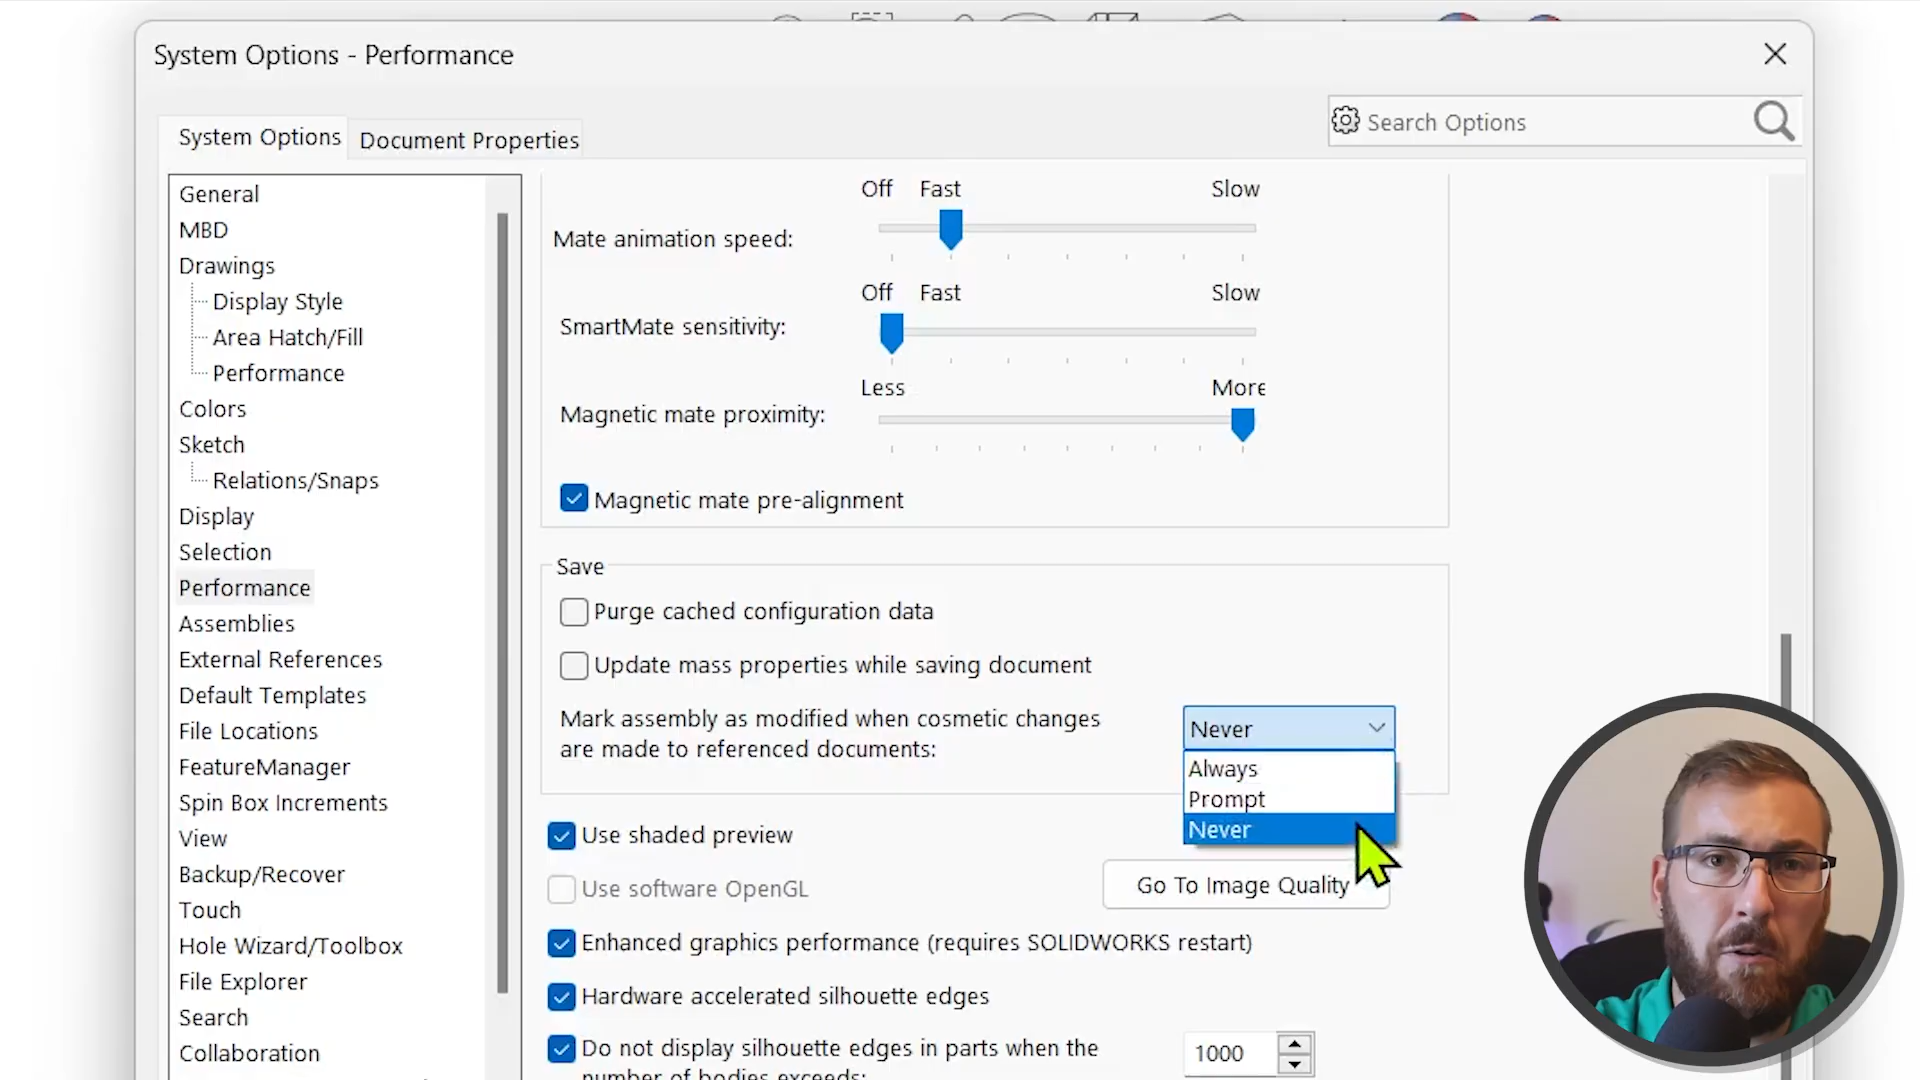 System Options - Performance
System Options
Document Properties
Search Options
General
MBD
Drawings
Display Style
Area Hatch/Fill
Performance
Colors
Sketch
Relations/Snaps
Display
Selection
Performance
Assemblies
External References
Default Templates
File Locations
FeatureManager
Spin Box Increments
View
Backup/Recover
Touch
Hole Wizard/Toolbox
File Explorer
Search
Collaboration
Off Fast Slow
Mate animation speed:
Off Fast Slow
SmartMate sensitivity:
Less More
Magnetic mate proximity:
Magnetic mate pre-alignment
Save
Purge cached configuration data
Update mass properties while saving document
Mark assembly as modified when cosmetic changes
are made to referenced documents:
Never
Always
Prompt
Never
Use shaded preview
Use software OpenGL
Go To Image Quality
Enhanced graphics performance (requires SOLIDWORKS restart)
Hardware accelerated silhouette edges
Do not display silhouette edges in parts when the
number of bodies exceeds:
1000